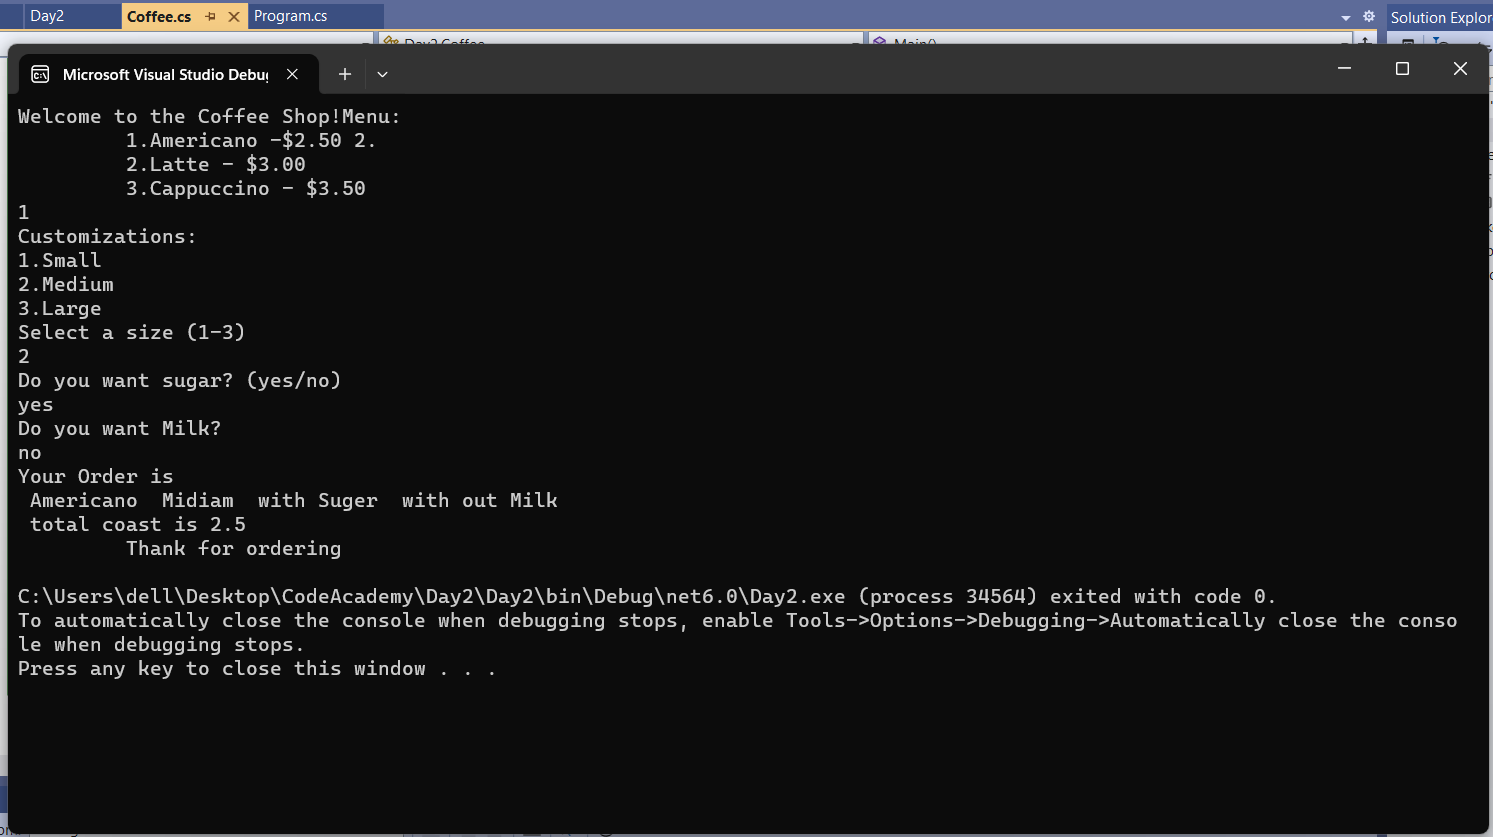 Day2
Coffee.cs
Program.cs
Solution Explor
Day2.Coffee
Main()
Microsoft Visual Studio Debug
Welcome to the Coffee Shop!Menu:
1.Americano -$2.50 2.
2.Latte - $3.00
3.Cappuccino - $3.50
1
Customizations:
1.Small
2.Medium
3.Large
Select a size (1-3)
2
Do you want sugar? (yes/no)
yes
Do you want Milk?
no
Your Order is
Americano  Midiam  with Suger  with out Milk
total coast is 2.5
Thank for ordering
C:\Users\dell\Desktop\CodeAcademy\Day2\Day2\bin\Debug\net6.0\Day2.exe (process 34564) exited with code 0.
To automatically close the console when debugging stops, enable Tools->Options->Debugging->Automatically close the conso
le when debugging stops.
Press any key to close this window . . .